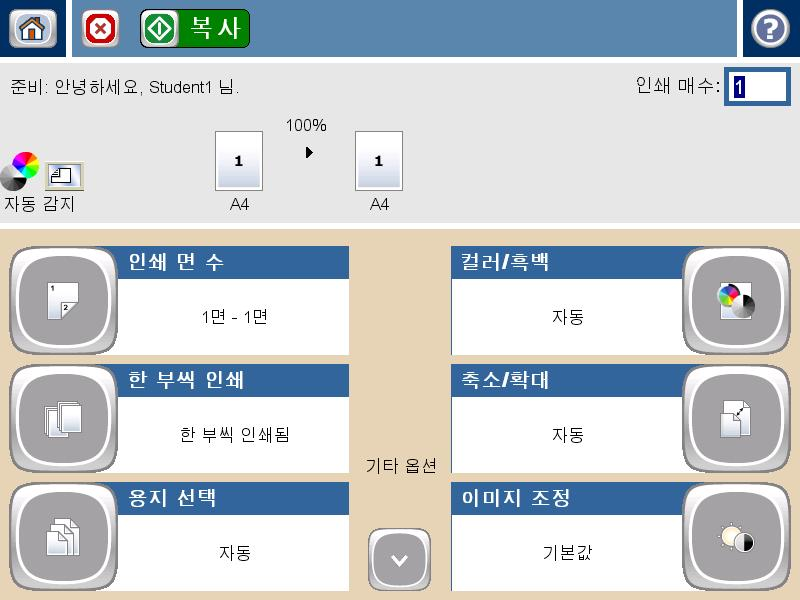 복사
준비: 안녕하세요, Student1 님.
인쇄 매수: 1
100%
1
1
자동 감지
A4
A4
인쇄 면 수
1면 - 1면
1
2
컬러/흑백
자동
한 부씩 인쇄
한 부씩 인쇄됨
축소/확대
자동
기타 옵션
용지 선택
자동
이미지 조정
기본값